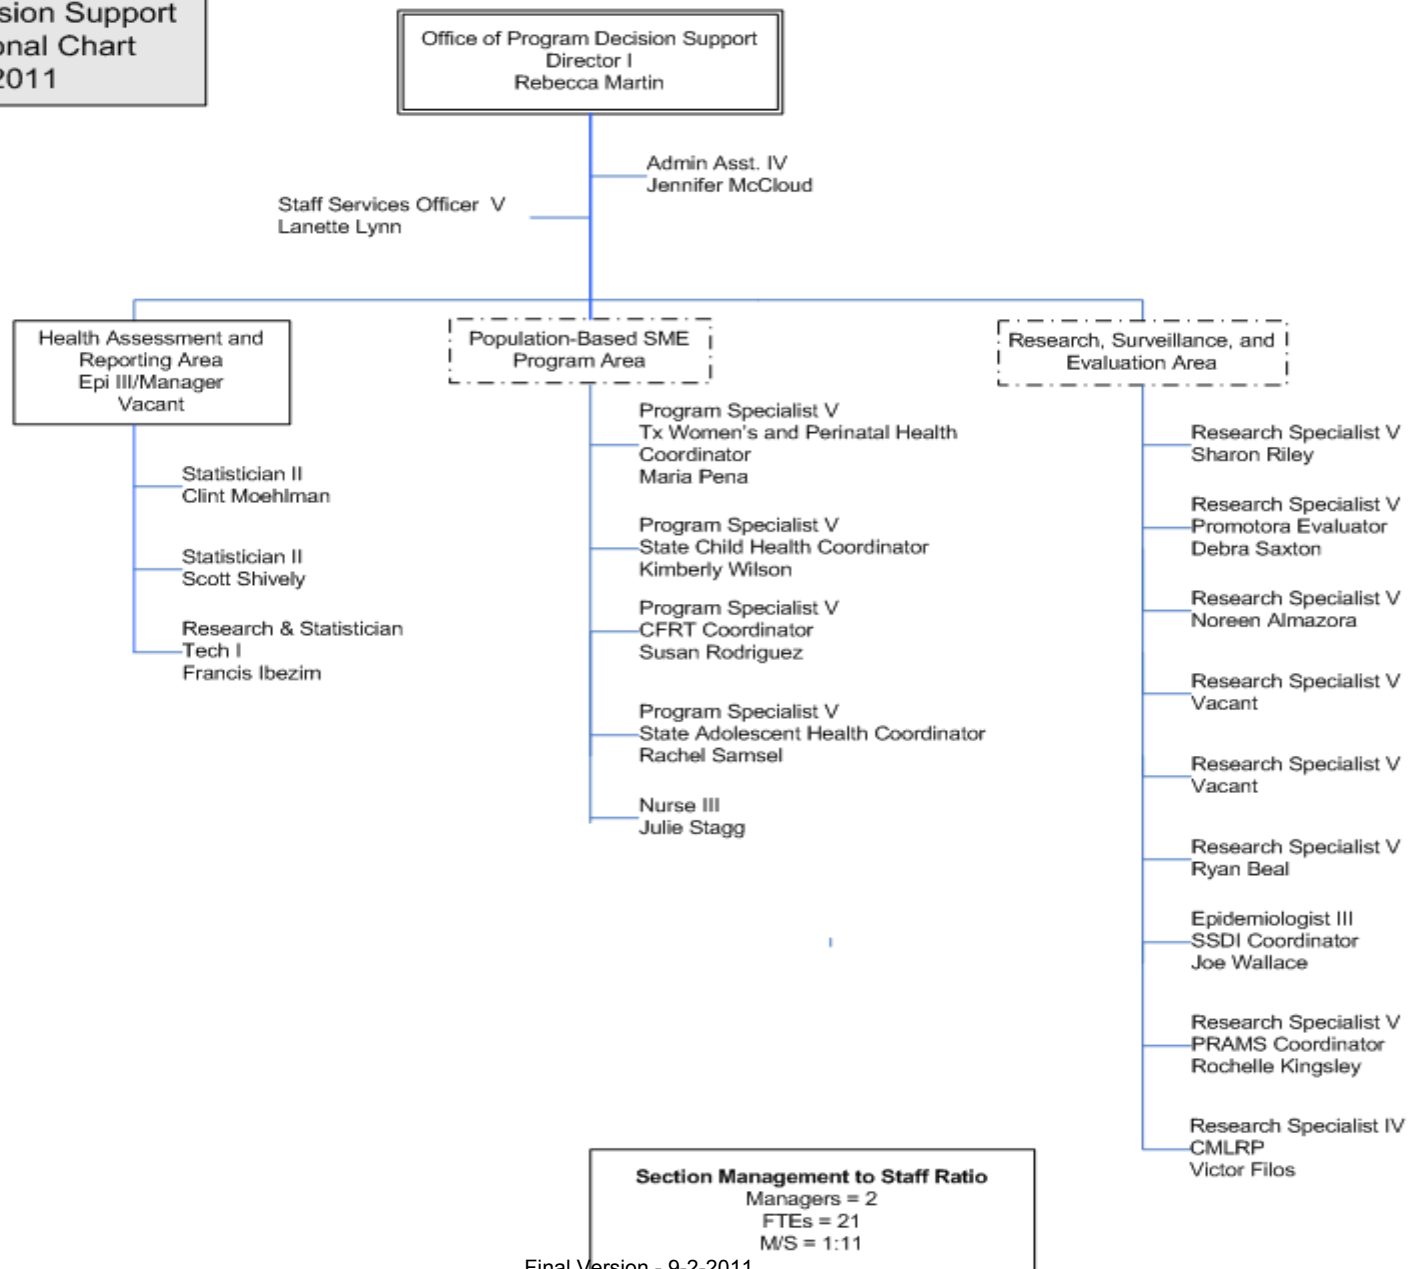 sion Support
onal Chart
2011
Office of Program Decision Support
Director I
Rebecca Martin
Admin Asst. IV
Jennifer McCloud
Staff Services Officer V
Lanette Lynn
Health Assessment and
Reporting Area
Epi III/Manager
Vacant
Statistician II
Clint Moehlman
Statistician II
Scott Shively
Research & Statistician
Tech I
Francis Ibezim
Population-Based SME
Program Area
Program Specialist V
Tx Women's and Perinatal Health
Coordinator
Maria Pena
Program Specialist V
State Child Health Coordinator
Kimberly Wilson
Program Specialist V
CFRT Coordinator
Susan Rodriguez
Program Specialist V
State Adolescent Health Coordinator
Rachel Samsel
Nurse III
Julie Stagg
Research, Surveillance, and
Evaluation Area
Research Specialist V
Sharon Riley
Research Specialist V
Promotora Evaluator
Debra Saxton
Research Specialist V
Noreen Almazora
Research Specialist V
Vacant
Research Specialist V
Vacant
Research Specialist V
Ryan Beal
Epidemiologist III
SSDI Coordinator
Joe Wallace
Research Specialist V
PRAMS Coordinator
Rochelle Kingsley
Research Specialist IV
CMLRP
Victor Filos
Section Management to Staff Ratio
Managers = 2
FTEs = 21
M/S = 1:11
Final Version - 9-2-2011